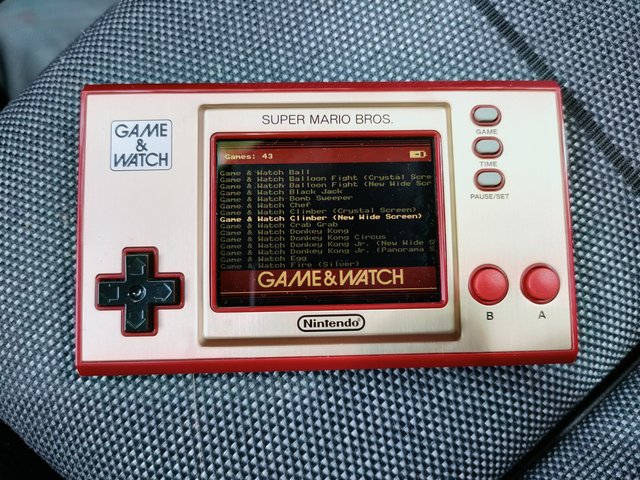 GAME
& WATCH
SUPER MARIO BROS.
Games: 43
Game & Watch Ball
Game & Watch Balloon Fight (Crystal Scre
Game & Watch Balloon Fight (New Wide Scr
Game & Watch Black Jack
Game & Watch Bomb Sweeper
Game & Watch Chef
Game & Watch Climber (Crystal Screen)
Game & Watch Climber (New Wide Screen)
Game & Watch Crab Grab
Game & Watch Donkey Kong
Game & Watch Donkey Kong Circus
Game & Watch Donkey Kong Jr. (New Wide S
Game & Watch Donkey Kong Jr. (Panorama S
Game & Watch Egg
Game & Watch Fire (Silver)
GAME & WATCH
Nintendo
GAME
TIME
PAUSE/SET
B
A